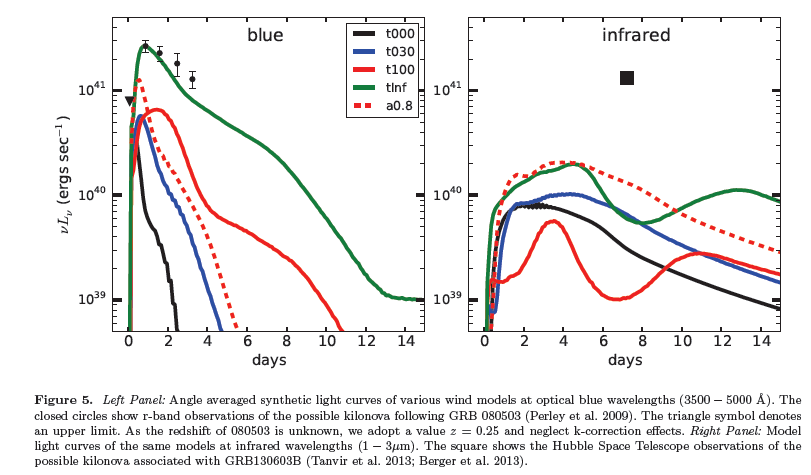 blue
t000
t030
t100
tInf
a0.8
10^41
10^40
10^39
νLν (ergs sec⁻¹)
0 2 4 6 8 10 12 14
days
infrared
10^41
10^40
10^39
0 2 4 6 8 10 12 14
days
Figure 5. Left Panel: Angle averaged synthetic light curves of various wind models at optical blue wavelengths (3500 − 5000 Å). The
closed circles show r-band observations of the possible kilonova following GRB 080503 (Perley et al. 2009). The triangle symbol denotes
an upper limit. As the redshift of 080503 is unknown, we adopt a value z = 0.25 and neglect k-correction effects. Right Panel: Model
light curves of the same models at infrared wavelengths (1 − 3μm). The square shows the Hubble Space Telescope observations of the
possible kilonova associated with GRB130603B (Tanvir et al. 2013; Berger et al. 2013).